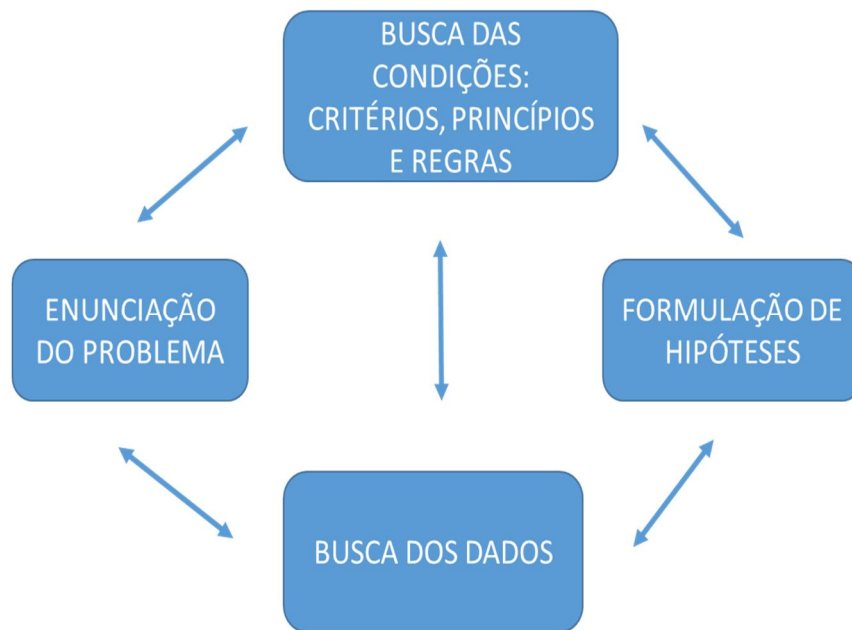 BUSCA DAS
CONDIÇÕES:
CRITÉRIOS, PRINCÍPIOS
E REGRAS
ENUNCIAÇÃO
DO PROBLEMA
FORMULAÇÃO DE
HIPÓTESES
BUSCA DOS DADOS